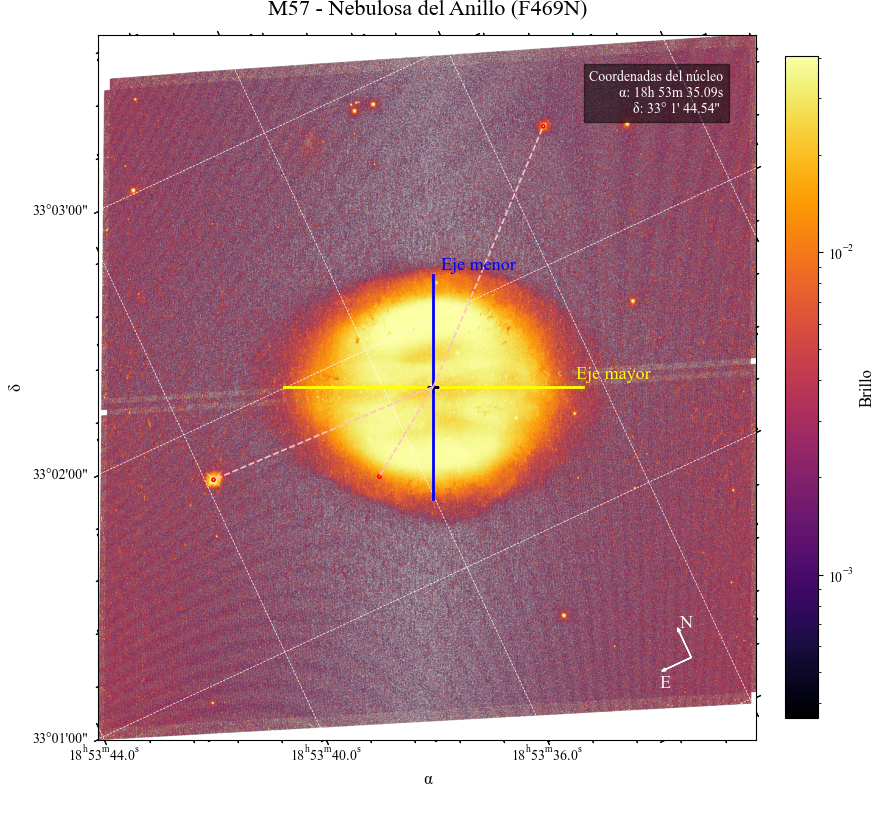 M57 - Nebulosa del Anillo (F469N)
Coordenadas del núcleo
α: 18h 53m 35.09s
δ: 33° 1' 44.54"
33°03'00"
Eje menor
10⁻²
Eje mayor
Brillo
δ
33°02'00"
10⁻³
N
E
33°01'00"
18ʰ53ᵐ44.0ˢ 18ʰ53ᵐ40.0ˢ 18ʰ53ᵐ36.0ˢ
α